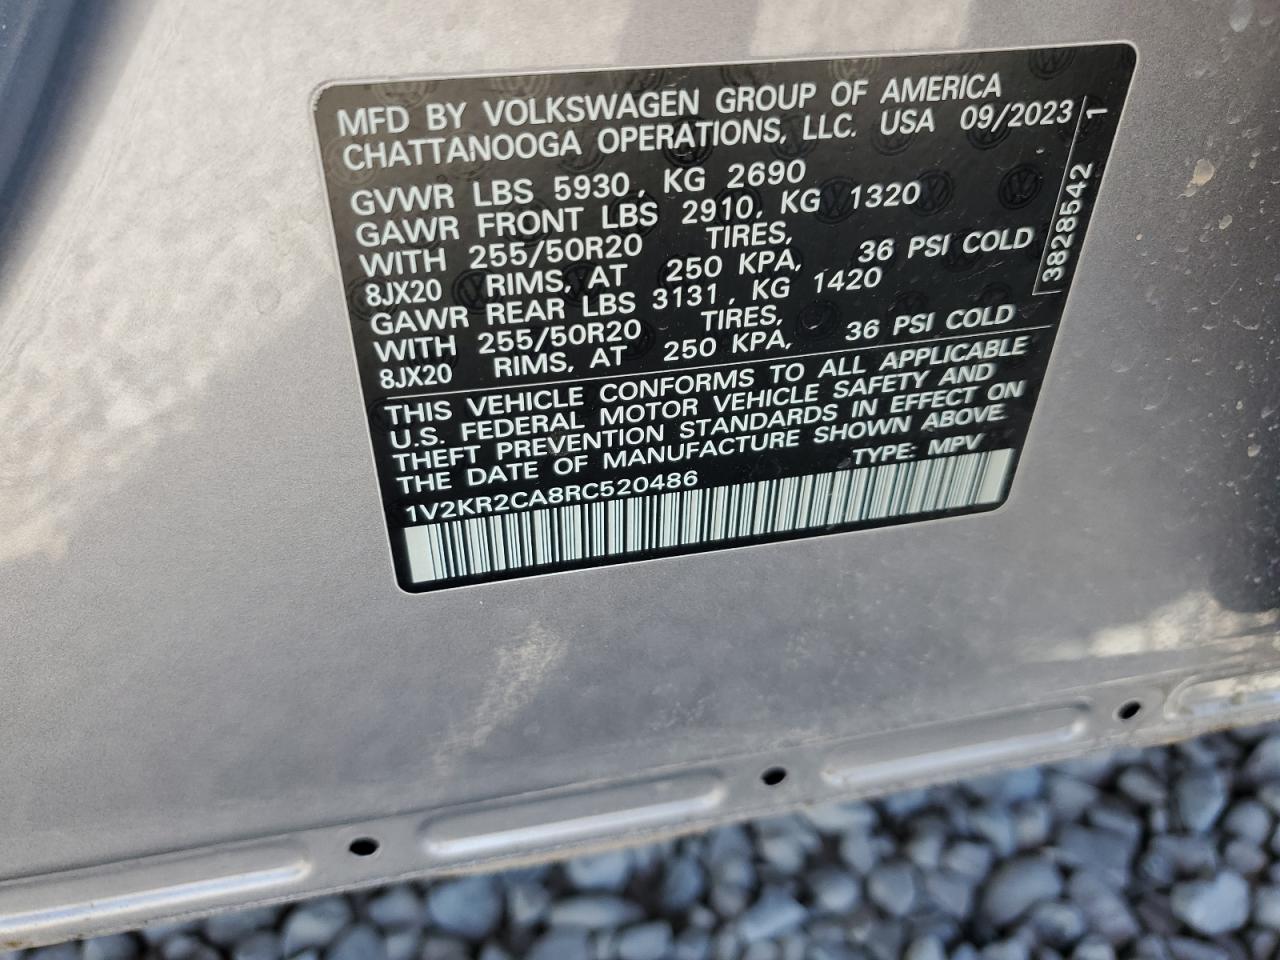 MFD BY VOLKSWAGEN GROUP OF AMERICA
CHATTANOOGA OPERATIONS, LLC. USA 09/2023
GVWR LBS 5930, KG 2690
GAWR FRONT LBS 2910, KG 1320
WITH 255/50R20 TIRES,
8JX20 RIMS, AT 250 KPA, 36 PSI COLD
GAWR REAR LBS 3131, KG 1420
WITH 255/50R20 TIRES,
8JX20 RIMS, AT 250 KPA, 36 PSI COLD
THIS VEHICLE CONFORMS TO ALL APPLICABLE
U.S. FEDERAL MOTOR VEHICLE SAFETY AND
THEFT PREVENTION STANDARDS IN EFFECT ON
THE DATE OF MANUFACTURE SHOWN ABOVE.
1V2KR2CA8RC520486 TYPE: MPV
3828542 1